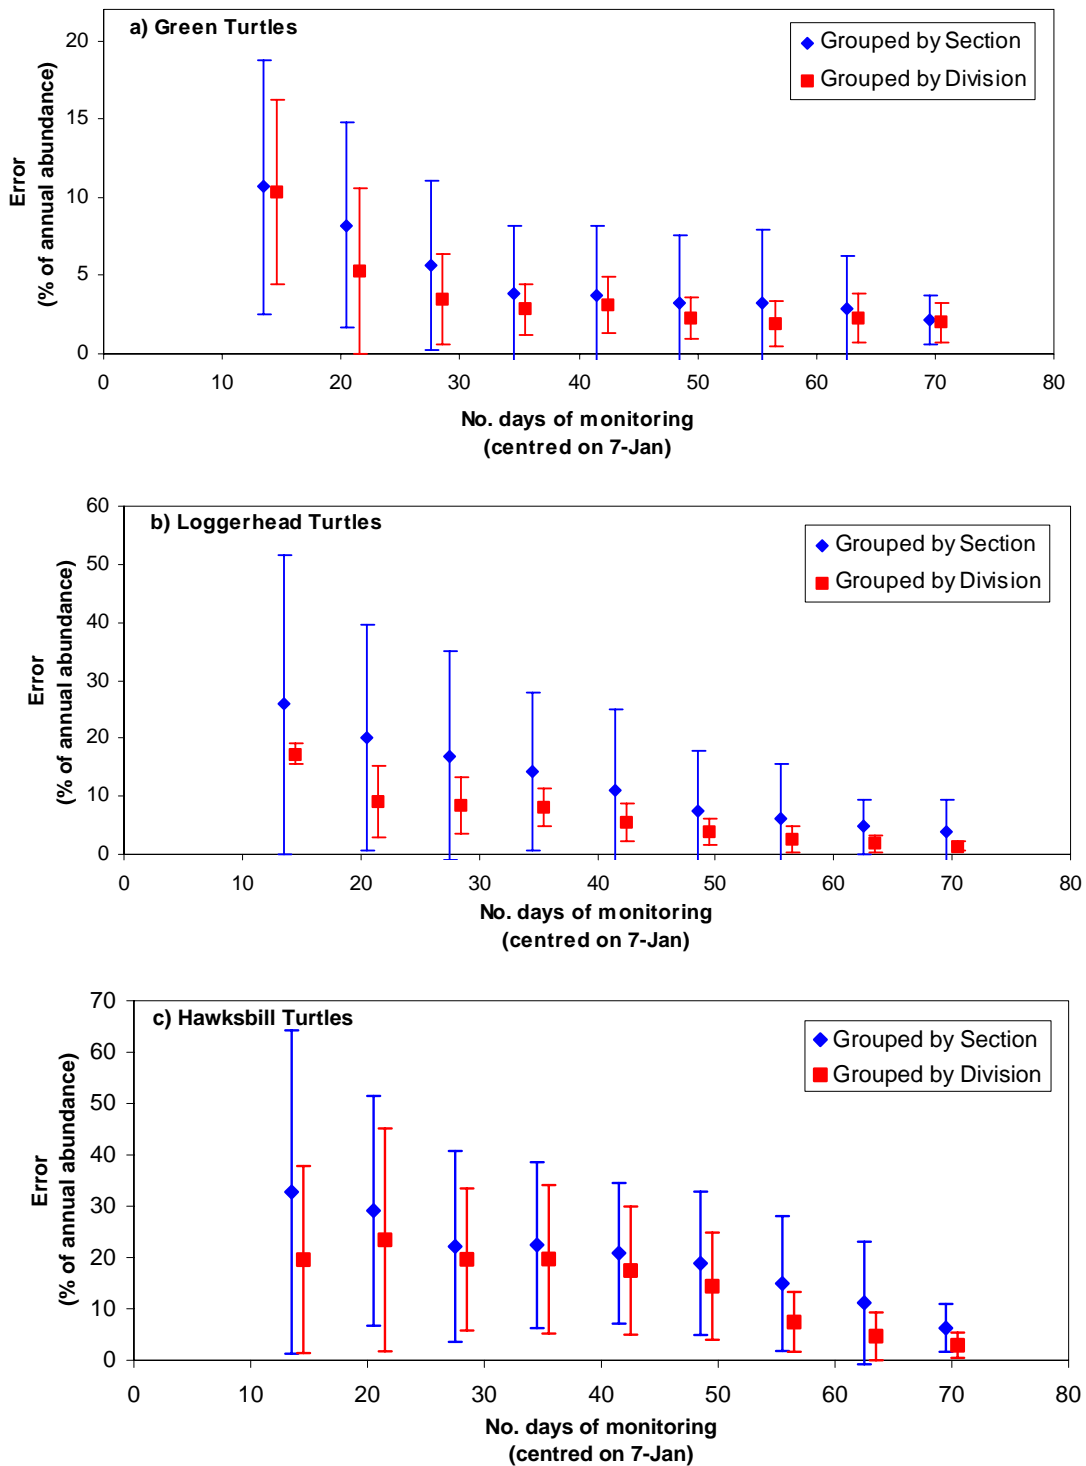 a) Green Turtles
Grouped by Section
Grouped by Division
Error
(% of annual abundance)
20
15
10
5
0
0 10 20 30 40 50 60 70 80
No. days of monitoring
(centred on 7-Jan)
b) Loggerhead Turtles
Grouped by Section
Grouped by Division
Error
(% of annual abundance)
60
50
40
30
20
10
0
0 10 20 30 40 50 60 70 80
No. days of monitoring
(centred on 7-Jan)
c) Hawksbill Turtles
Grouped by Section
Grouped by Division
Error
(% of annual abundance)
70
60
50
40
30
20
10
0
0 10 20 30 40 50 60 70 80
No. days of monitoring
(centred on 7-Jan)